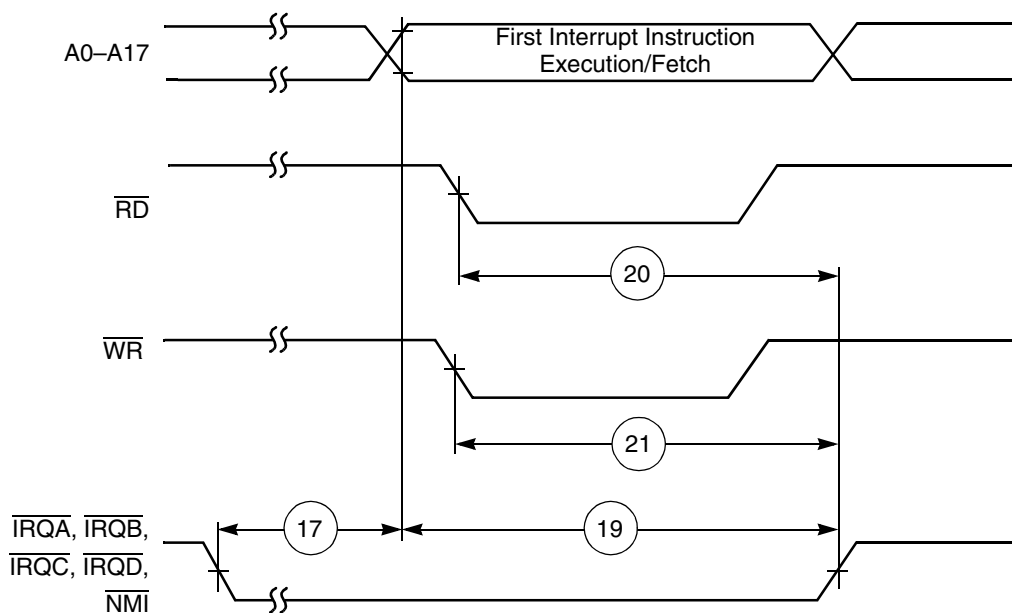 A0–A17
First Interrupt Instruction
Execution/Fetch
RD
20
WR
21
IRQA, IRQB,
IRQC, IRQD,
NMI
17
19